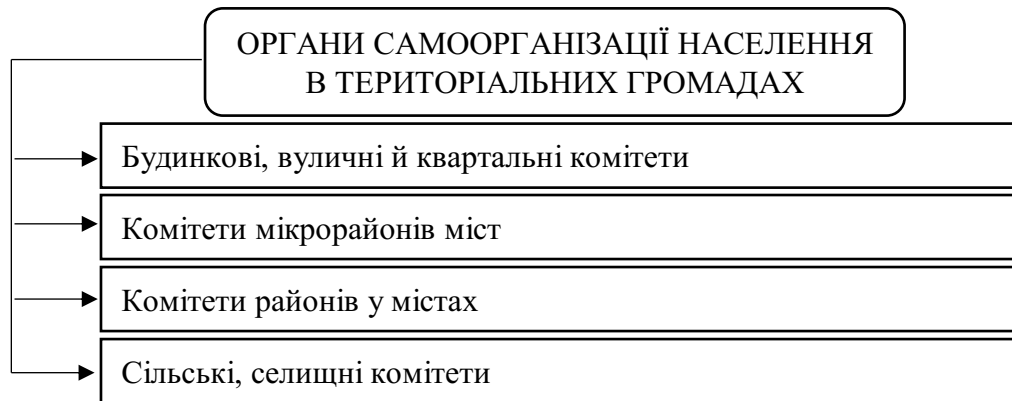 ОРГАНИ САМООРГАНІЗАЦІЇ НАСЕЛЕННЯ
В ТЕРИТОРІАЛЬНИХ ГРОМАДАХ
Будинкові, вуличні й квартальні комітети
Комітети мікрорайонів міст
Комітети районів у містах
Сільські, селищні комітети